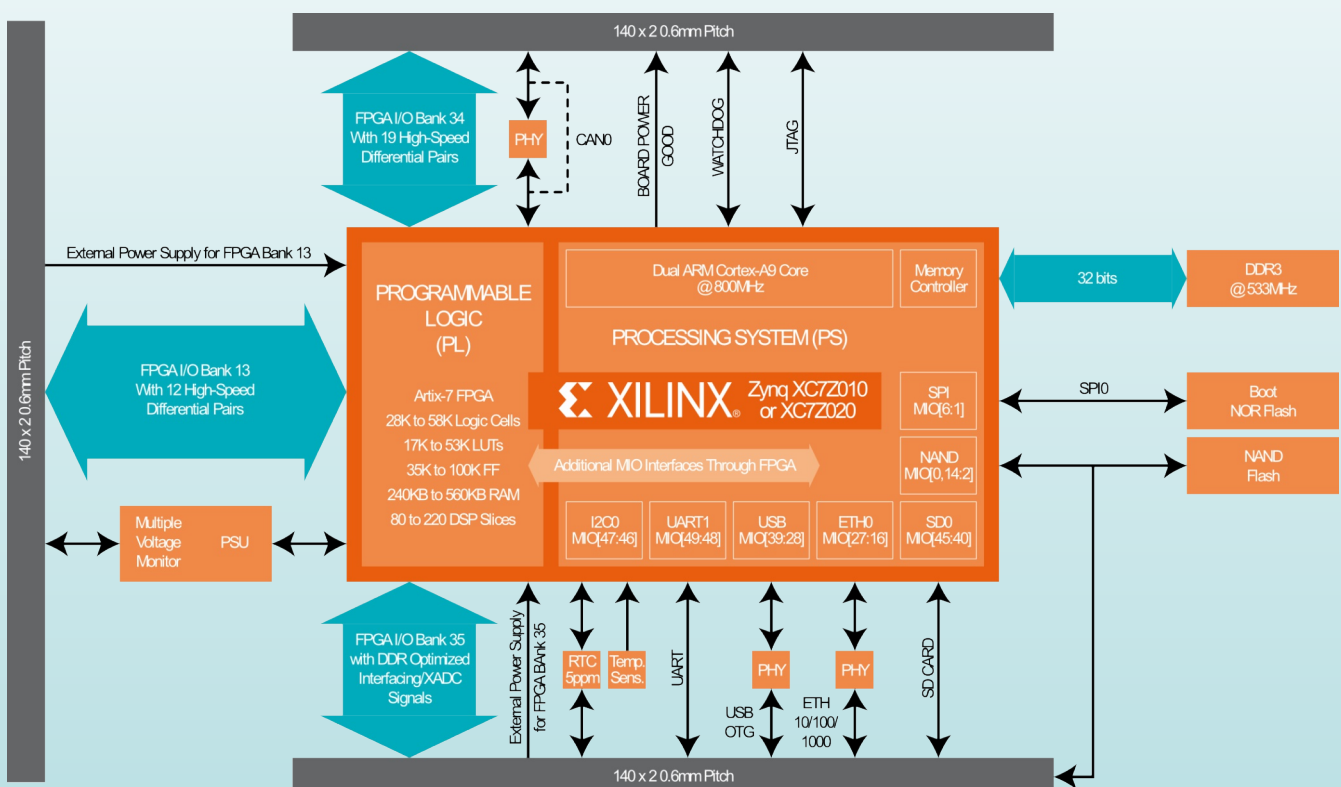 140 x 2 0.6mm Pitch
FPGA I/O Bank 34
With 19 High-Speed
Differential Pairs
PHY
CAN0
BOARD POWER
GOOD
WATCHDOG
JTAG
140 x 2 0.6mm Pitch
External Power Supply for FPGA Bank 13
FPGA I/O Bank 13
With 12 High-Speed
Differential Pairs
Multiple
Voltage
Monitor
PSU
PROGRAMMABLE
LOGIC
(PL)
Artix-7 FPGA
28K to 58K Logic Cells
17K to 53K LUTs
35K to 100K FF
240KB to 560KB RAM
80 to 220 DSP Slices
Dual ARM Cortex-A9 Core
@ 800MHz
Memory
Controller
PROCESSING SYSTEM (PS)
XILINX®
Zynq XC7Z010
or XC7Z020
SPI
MIO[6:1]
Additional MIO Interfaces Through FPGA
NAND
MIO[0,14:2]
I2C0
MIO[47:46]
UART1
MIO[49:48]
USB
MIO[39:28]
ETH0
MIO[27:16]
SD0
MIO[45:40]
32 bits
DDR3
@ 533MHz
SPI0
Boot
NOR Flash
NAND
Flash
FPGA I/O Bank 35
with DDR Optimized
Interfacing/XADC
Signals
External Power Supply
for FPGA BAnk 35
RTC
5ppm
Temp.
Sens.
UART
PHY
USB
OTG
PHY
ETH
10/100/
1000
SD CARD
140 x 2 0.6mm Pitch